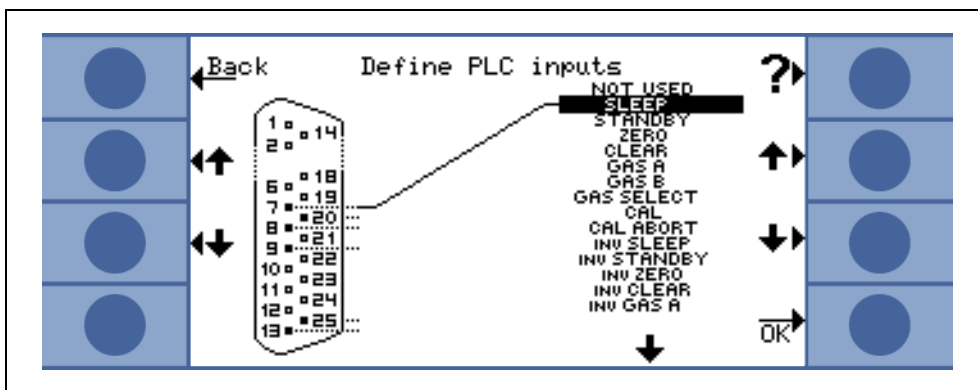 Back Define PLC inputs ?
NOT USED
SLEEP
STANDBY
ZERO
CLEAR
GAS A
GAS B
GAS SELECT
CAL
CAL ABORT
INV SLEEP
INV STANDBY
INV ZERO
INV CLEAR
INV GAS A
1
14
2
18
6
19
7
20
8
21
9
22
10
23
11
24
12
25
13
OK